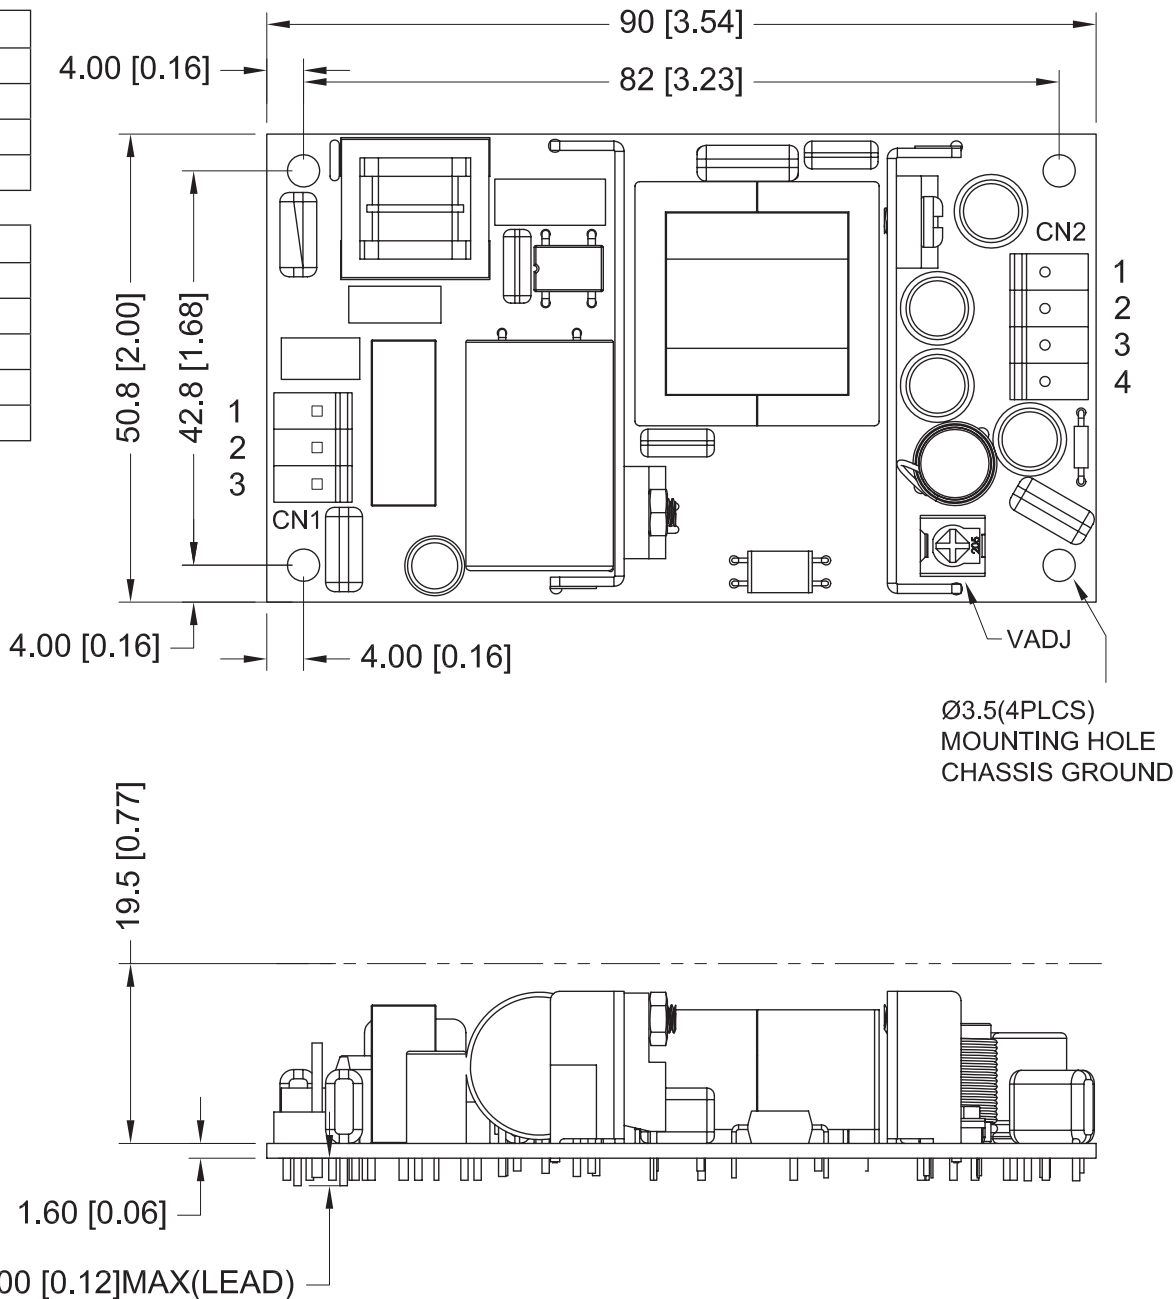 90 [3.54]
4.00 [0.16]
82 [3.23]
50.8 [2.00]
42.8 [1.68]
CN2
1
2
3
4
1
2
3
CN1
205
4.00 [0.16]
4.00 [0.16]
VADJ
Ø3.5(4PLCS)
MOUNTING HOLE
CHASSIS GROUND
19.5 [0.77]
1.60 [0.06]
00 [0.12]MAX(LEAD)